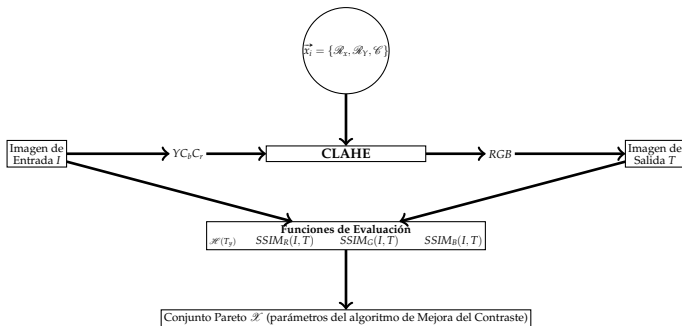 x⃗ᵢ = {ℛₓ, ℛ_Y, 𝒞}
Imagen de
Entrada I
YC_bC_r
CLAHE
RGB
Imagen de
Salida T
Funciones de Evaluación
ℋ(T_y) SSIM_R(I, T) SSIM_G(I, T) SSIM_B(I, T)
Conjunto Pareto 𝒳 (parámetros del algoritmo de Mejora del Contraste)